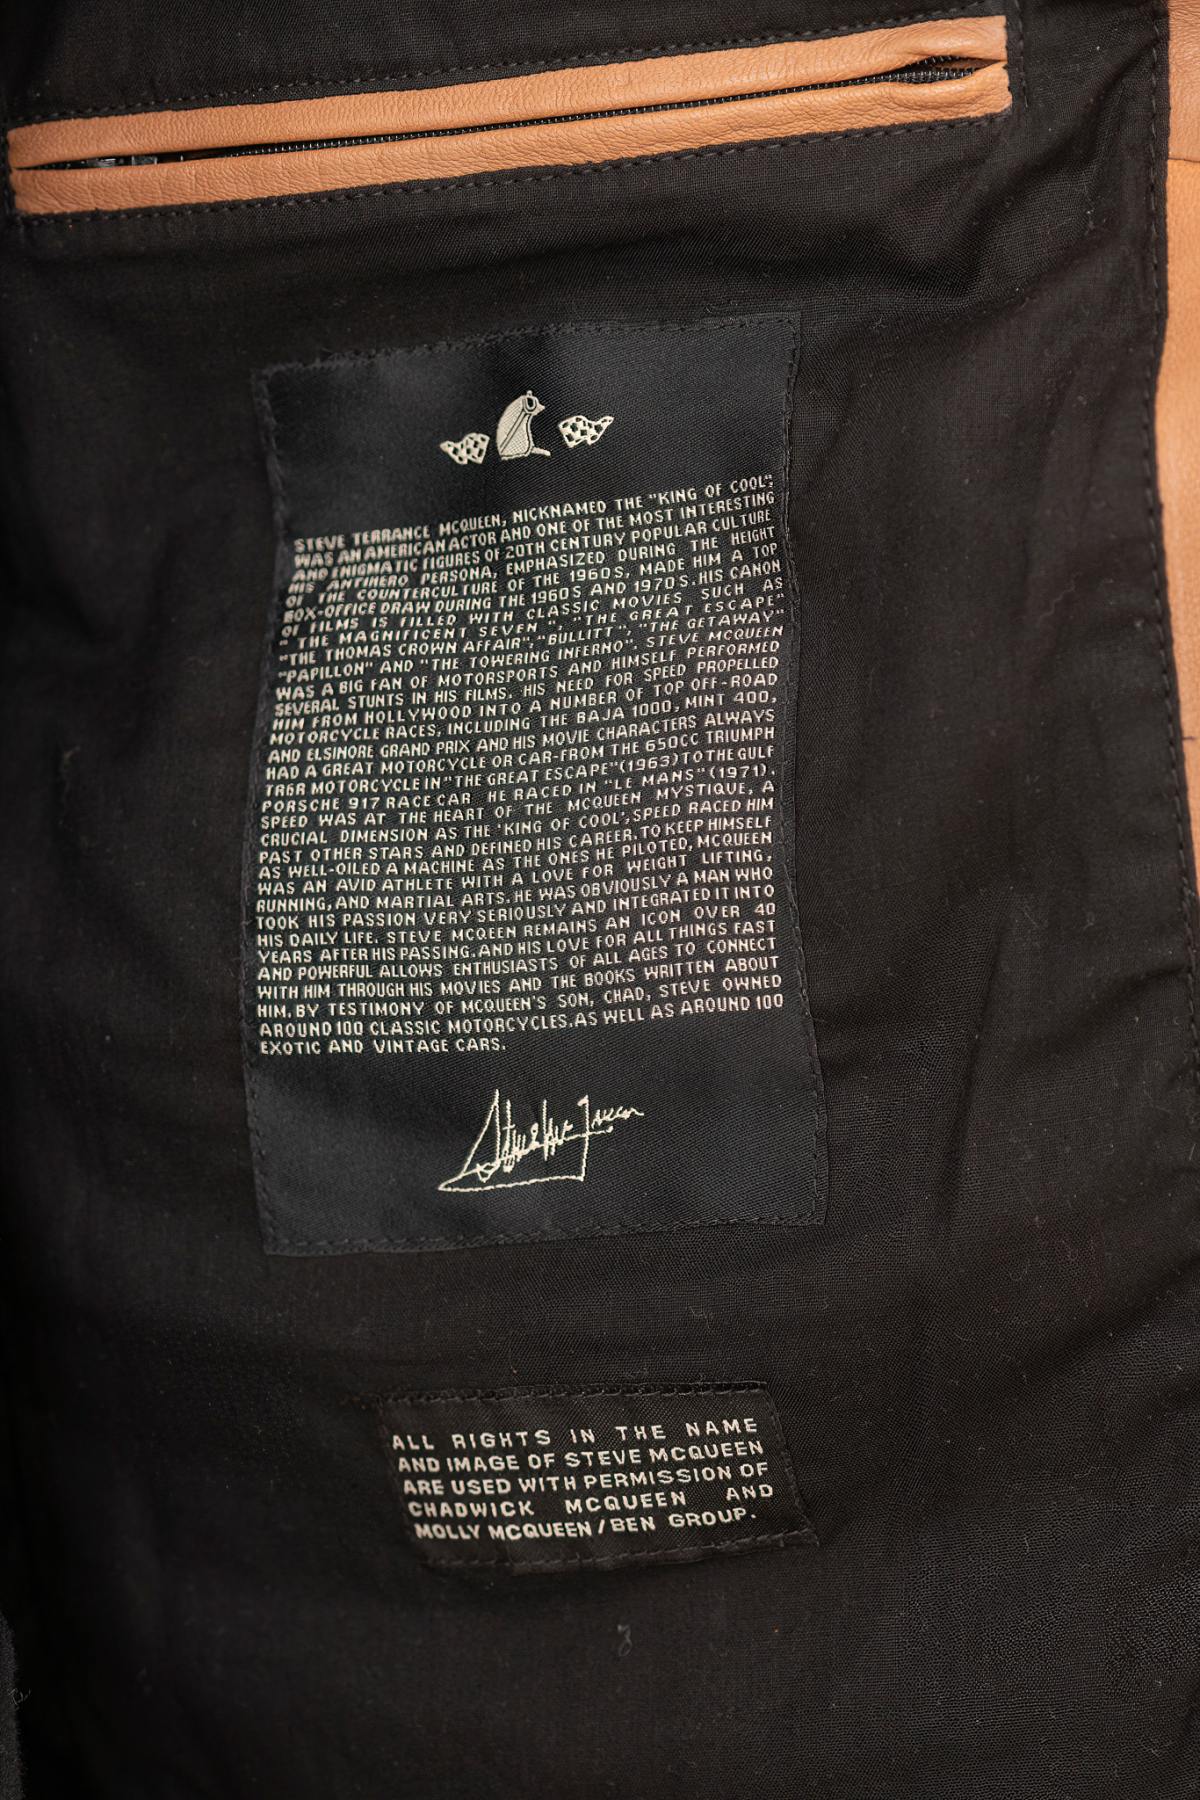 STEVE TERRANCE MCQUEEN, NICKNAMED THE "KING OF COOL",
WAS AN AMERICAN ACTOR AND ONE OF THE MOST INTERESTING
AND ENIGMATIC FIGURES OF 20TH CENTURY POPULAR CULTURE
HIS ANTIHERO PERSONA, EMPHASIZED DURING THE HEIGHT
OF THE COUNTERCULTURE OF THE 1960S, MADE HIM A TOP
BOX-OFFICE DRAW DURING THE 1960S AND 1970S. HIS CANON
OF FILMS IS FILLED WITH CLASSIC MOVIES SUCH AS
"THE MAGNIFICENT SEVEN", "THE GREAT ESCAPE"
"THE THOMAS CROWN AFFAIR", "BULLITT", "THE GETAWAY"
"PAPILLON" AND "THE TOWERING INFERNO". STEVE MCQUEEN
WAS A BIG FAN OF MOTORSPORTS AND HIMSELF PERFORMED
SEVERAL STUNTS IN HIS FILMS. HIS NEED FOR SPEED PROPELLED
HIM FROM HOLLYWOOD INTO A NUMBER OF TOP OFF-ROAD
MOTORCYCLE RACES, INCLUDING THE BAJA 1000, MINT 400,
AND ELSINORE GRAND PRIX AND HIS MOVIE CHARACTERS ALWAYS
HAD A GREAT MOTORCYCLE OR CAR-FROM THE 650CC TRIUMPH
TR6R MOTORCYCLE IN "THE GREAT ESCAPE" (1963) TO THE GULF
PORSCHE 917 RACE CAR HE RACED IN "LE MANS" (1971).
SPEED WAS AT THE HEART OF THE MCQUEEN MYSTIQUE, A
CRUCIAL DIMENSION AS THE 'KING OF COOL', SPEED RACED HIM
PAST OTHER STARS AND DEFINED HIS CAREER. TO KEEP HIMSELF
AS WELL-OILED A MACHINE AS THE ONES HE PILOTED, MCQUEEN
WAS AN AVID ATHLETE WITH A LOVE FOR WEIGHT LIFTING,
RUNNING, AND MARTIAL ARTS. HE WAS OBVIOUSLY A MAN WHO
TOOK HIS PASSION VERY SERIOUSLY AND INTEGRATED IT INTO
HIS DAILY LIFE. STEVE MCQEEN REMAINS AN ICON OVER 40
YEARS AFTER HIS PASSING. AND HIS LOVE FOR ALL THINGS FAST
AND POWERFUL ALLOWS ENTHUSIASTS OF ALL AGES TO CONNECT
WITH HIM THROUGH HIS MOVIES AND THE BOOKS WRITTEN ABOUT
HIM. BY TESTIMONY OF MCQUEEN'S SON, CHAD, STEVE OWNED
AROUND 100 CLASSIC MOTORCYCLES. AS WELL AS AROUND 100
EXOTIC AND VINTAGE CARS.
Steve McQueen
ALL RIGHTS IN THE NAME
AND IMAGE OF STEVE MCQUEEN
ARE USED WITH PERMISSION OF
CHADWICK MCQUEEN AND
MOLLY MCQUEEN / BEN GROUP.